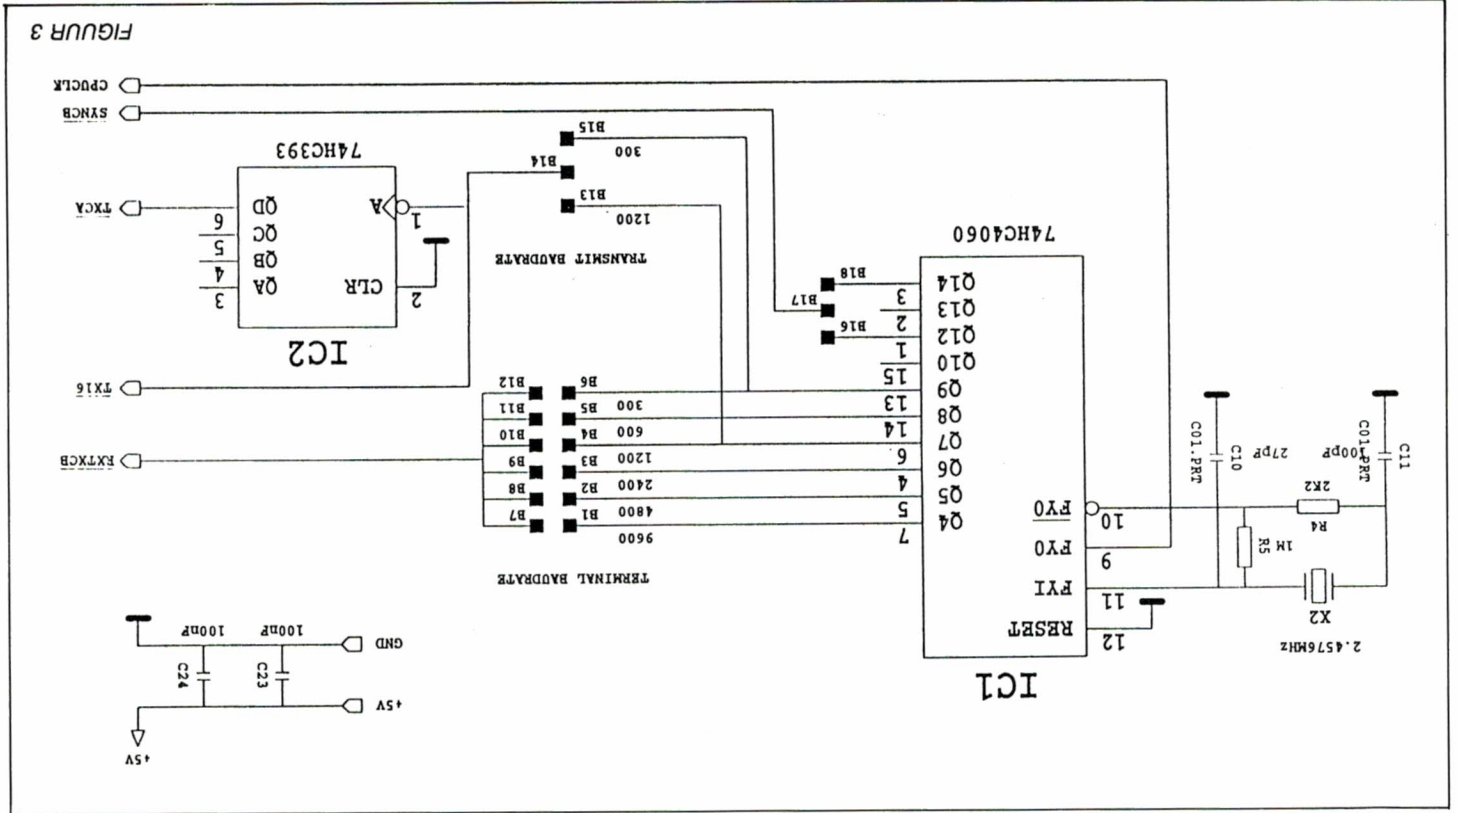 +5V
IC1
+5V
C23
C24
2.4576MHz
X2
12
RESET
GND
100nF
100nF
11
FYI
R5
1M
9
FYO
TERMINAL BAUDRATE
R4
2K2
10
FYO
Q4
7
9600
B1
B7
Q5
5
4800
B2
B8
Q6
4
2400
B3
B9
Q7
6
1200
B4
B10
Q8
14
600
B5
B11
Q9
13
300
B6
B12
Q10
15
Q12
1
B16
Q13
2
B17
Q14
3
B18
74HC4060
C11
100pF
C01.PRT
C10
27pF
C01.PRT
RXTXCB
TX16
IC2
2
CLR
QA
3
QB
4
QC
5
QD
6
1
A
74HC393
TRANSMIT BAUDRATE
1200
B13
B14
300
B15
TXCA
SYNCB
CPUCLK
FIGUUR 3